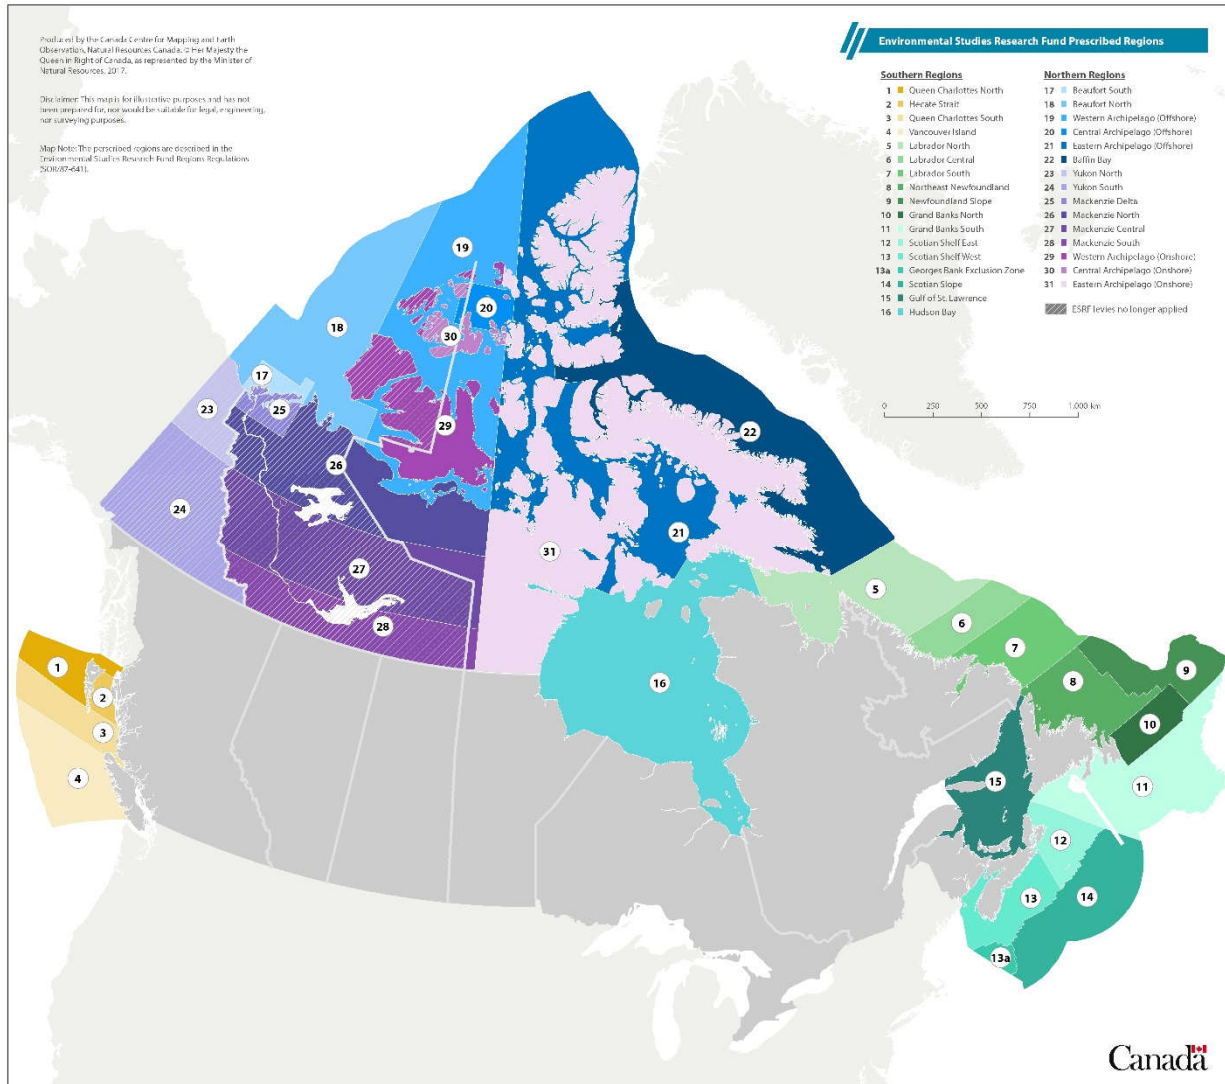 Produced by the Canada Centre for Mapping and Earth
Observation, Natural Resources Canada. © Her Majesty the
Queen in Right of Canada, as represented by the Minister of
Natural Resources, 2017.
Disclaimer: This map is for illustrative purposes and has not
been prepared for, nor would be suitable for legal, engineering,
nor surveying purposes.
Map Note: The perscribed regions are described in the
Environmental Studies Research Fund Regions Regulations
(SOR/87-641).
Environmental Studies Research Fund Prescribed Regions
Southern Regions
1 Queen Charlottes North
2 Hecate Strait
3 Queen Charlottes South
4 Vancouver Island
5 Labrador North
6 Labrador Central
7 Labrador South
8 Northeast Newfoundland
9 Newfoundland Slope
10 Grand Banks North
11 Grand Banks South
12 Scotian Shelf East
13 Scotian Shelf West
13a Georges Bank Exclusion Zone
14 Scotian Slope
15 Gulf of St. Lawrence
16 Hudson Bay
Northern Regions
17 Beaufort South
18 Beaufort North
19 Western Archipelago (Offshore)
20 Central Archipelago (Offshore)
21 Eastern Archipelago (Offshore)
22 Baffin Bay
23 Yukon North
24 Yukon South
25 Mackenzie Delta
26 Mackenzie North
27 Mackenzie Central
28 Mackenzie South
29 Western Archipelago (Onshore)
30 Central Archipelago (Onshore)
31 Eastern Archipelago (Onshore)
ESRF levies no longer applied
0 250 500 750 1,000 km
19
20
18
30
17
25
23
29
22
26
24
21
31
27
5
28
6
7
1
16
8
9
2
3
10
4
15
11
12
13
14
13a
Canada